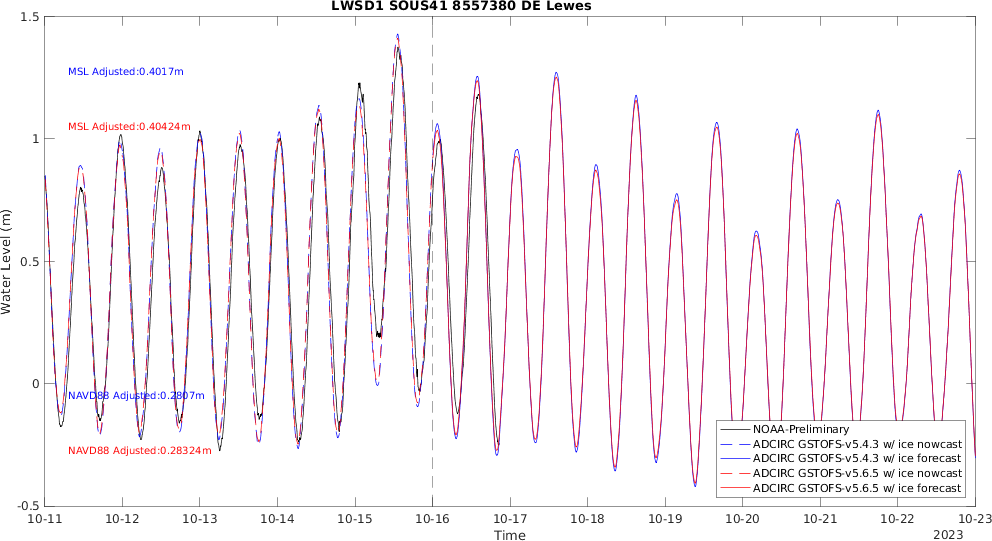 LWSD1 SOUS41 8557380 DE Lewes
1.5
1
0.5
0
-0.5
Water Level (m)
MSL Adjusted:0.4017m
MSL Adjusted:0.40424m
NAVD88 Adjusted:0.2807m
NAVD88 Adjusted:0.28324m
NOAA-Preliminary
ADCIRC GSTOFS-v5.4.3 w/ ice nowcast
ADCIRC GSTOFS-v5.4.3 w/ ice forecast
ADCIRC GSTOFS-v5.6.5 w/ ice nowcast
ADCIRC GSTOFS-v5.6.5 w/ ice forecast
10-11 10-12 10-13 10-14 10-15 10-16 10-17 10-18 10-19 10-20 10-21 10-22 10-23
Time
2023